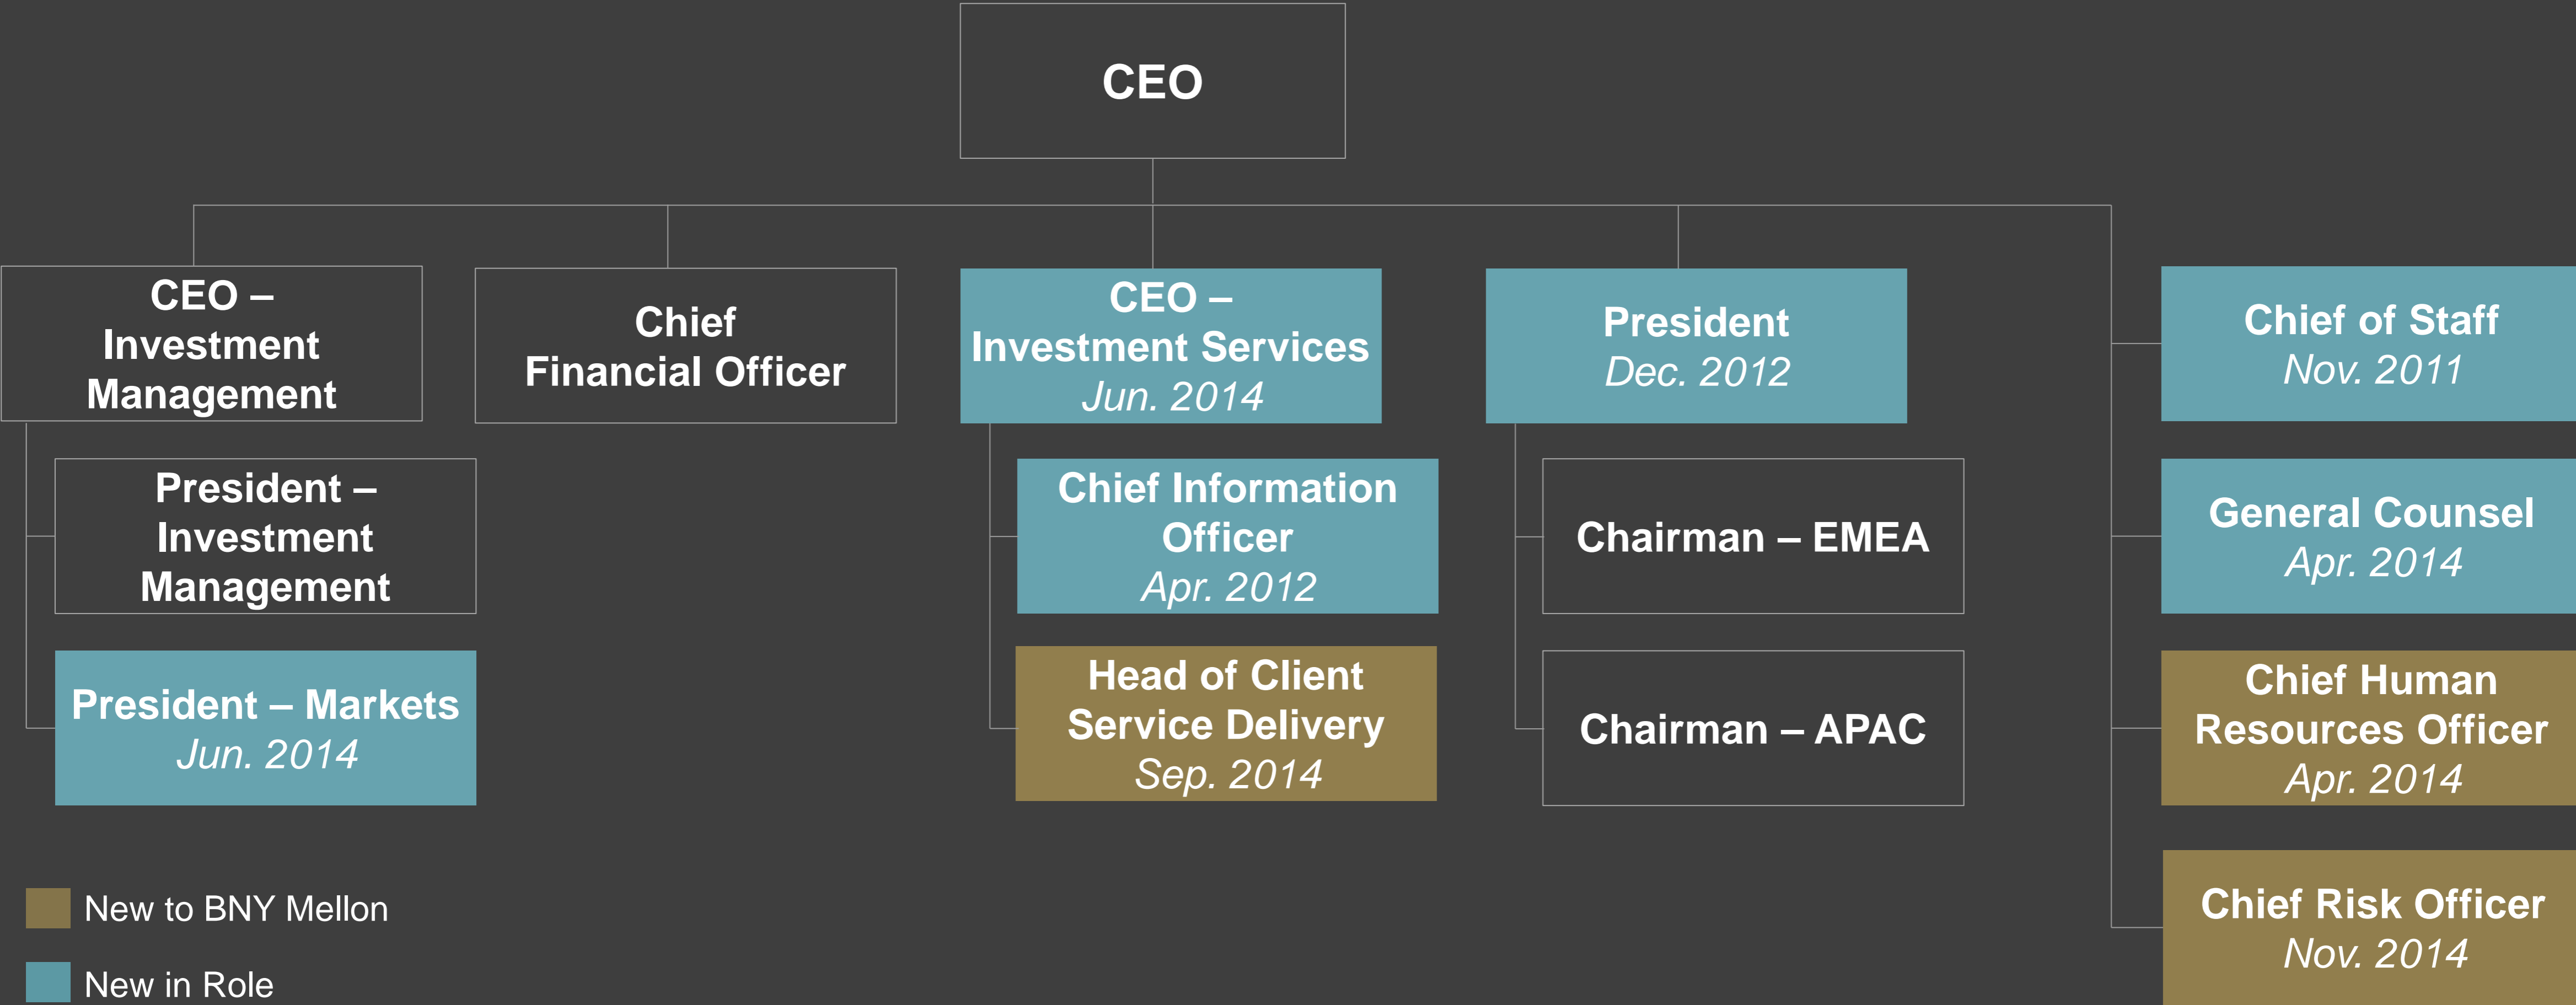 CEO
CEO –
Investment
Management
Chief
Financial Officer
CEO –
Investment Services
Jun. 2014
President
Dec. 2012
Chief of Staff
Nov. 2011
President –
Investment
Management
Chief Information
Officer
Apr. 2012
Chairman – EMEA
General Counsel
Apr. 2014
President – Markets
Jun. 2014
Head of Client
Service Delivery
Sep. 2014
Chairman – APAC
Chief Human
Resources Officer
Apr. 2014
Chief Risk Officer
Nov. 2014
New to BNY Mellon
New in Role